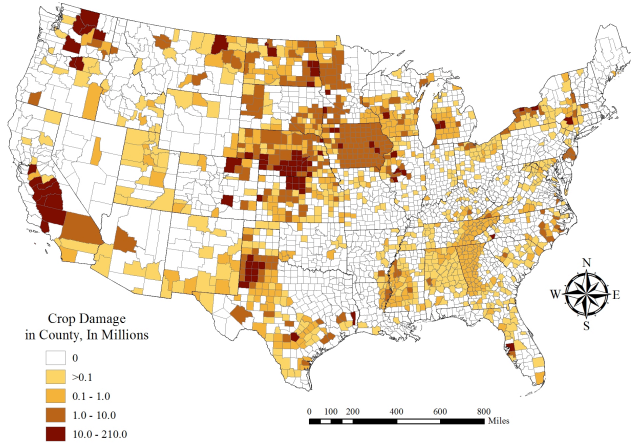 N
W
E
S
Crop Damage
in County, In Millions
0
>0.1
0.1 - 1.0
1.0 - 10.0
10.0 - 210.0
0 100 200 400 600 800
Miles